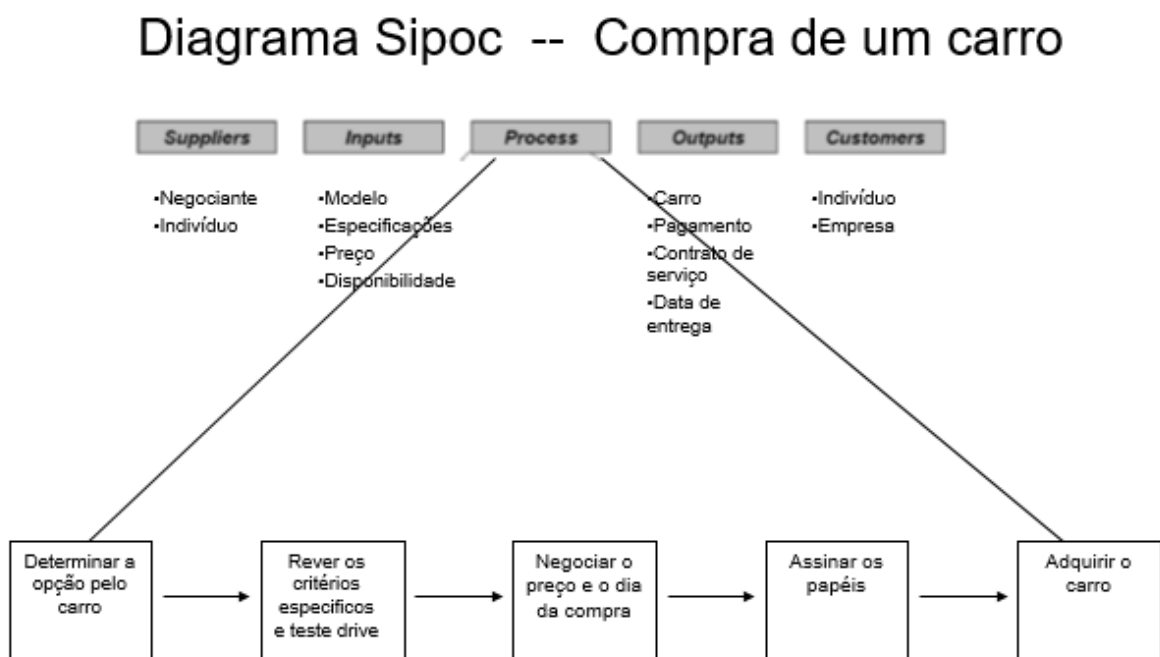 Diagrama Sipoc -- Compra de um carro
Suppliers
Inputs
Process
Outputs
Customers
•Negociante
•Indivíduo
•Modelo
•Especificações
•Preço
•Disponibilidade
•Carro
•Pagamento
•Contrato de
serviço
•Data de
entrega
•Indivíduo
•Empresa
Determinar a
opção pelo
carro
Rever os
critérios
especificos
e teste drive
Negociar o
preço e o dia
da compra
Assinar os
papéis
Adquirir o
carro